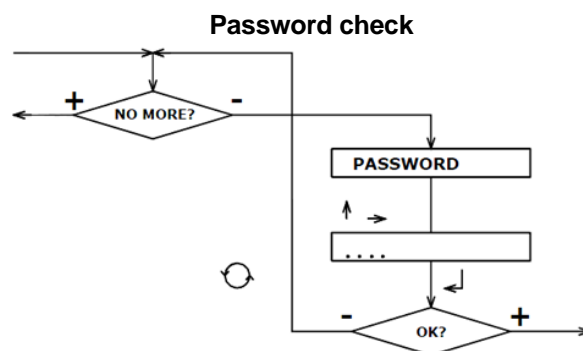 Password check
+
-
NO MORE?
PASSWORD
....
-
+
OK?